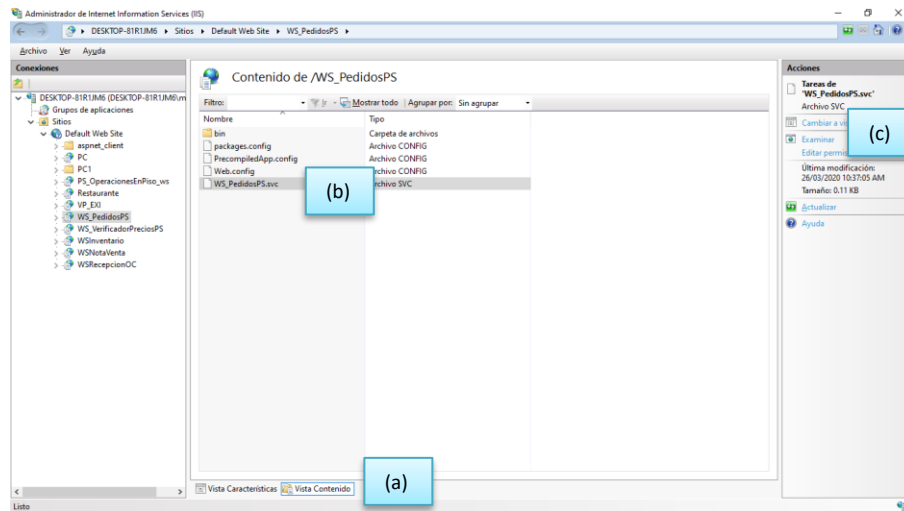 Administrador de Internet Information Services (IIS)
DESKTOP-81R1JM6 ▸ Sitios ▸ Default Web Site ▸ WS_PedidosPS ▸
Archivo Ver Ayuda
Conexiones
DESKTOP-81R1JM6 (DESKTOP-81R1JM6\m
Grupos de aplicaciones
Sitios
Default Web Site
aspnet_client
PC
PC1
PS_OperacionesEnPiso_ws
Restaurante
VP_EXI
WS_PedidosPS
WS_VerificadorPreciosPS
WSInventario
WSNotaVenta
WSRecepcionOC
Contenido de /WS_PedidosPS
Filtro: Ir Mostrar todo Agrupar por: Sin agrupar
Nombre Tipo
bin Carpeta de archivos
packages.config Archivo CONFIG
PrecompiledApp.config Archivo CONFIG
Web.config Archivo CONFIG
WS_PedidosPS.svc Archivo SVC
(b)
Vista Características Vista Contenido
(a)
Acciones
Tareas de
'WS_PedidosPS.svc'
Archivo SVC
Cambiar a
(c)
Examinar
Editar
Última modificación:
26/03/2020 10:37:05 AM
Tamaño: 0.11 KB
Actualizar
Ayuda
Listo